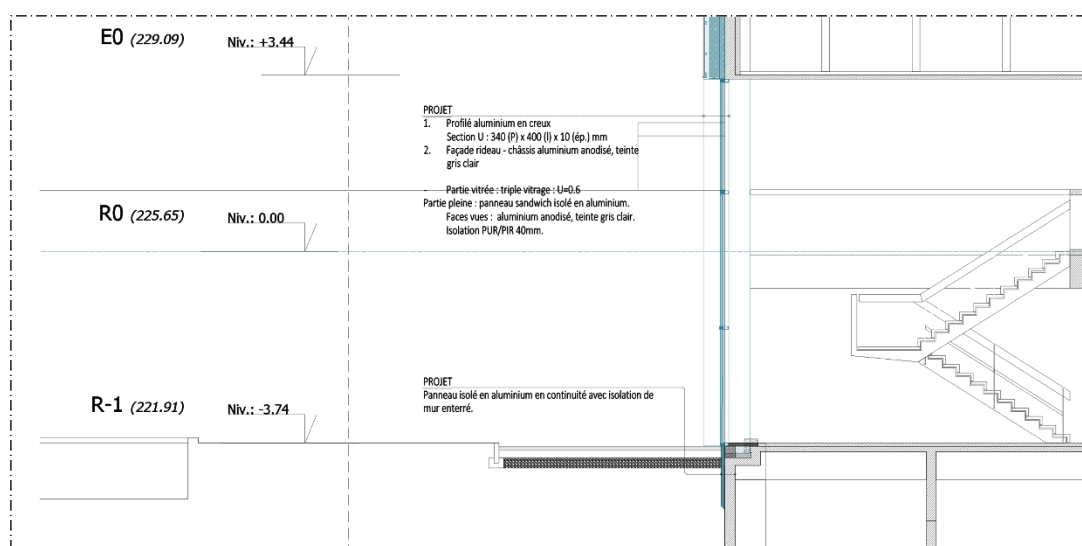 E0 (229.09) Niv.: +3.44
PROJET
1. Profilé aluminium en creux
Section U : 340 (P) x 400 (l) x 10 (ép.) mm
2. Façade rideau - châssis aluminium anodisé, teinte
gris clair
- Partie vitrée : triple vitrage : U=0.6
Partie pleine : panneau sandwich isolé en aluminium.
Faces vues : aluminium anodisé, teinte gris clair.
Isolation PUR/PIR 40mm.
R0 (225.65) Niv.: 0.00
PROJET
Panneau isolé en aluminium en continuité avec isolation de
mur enterré.
R-1 (221.91) Niv.: -3.74